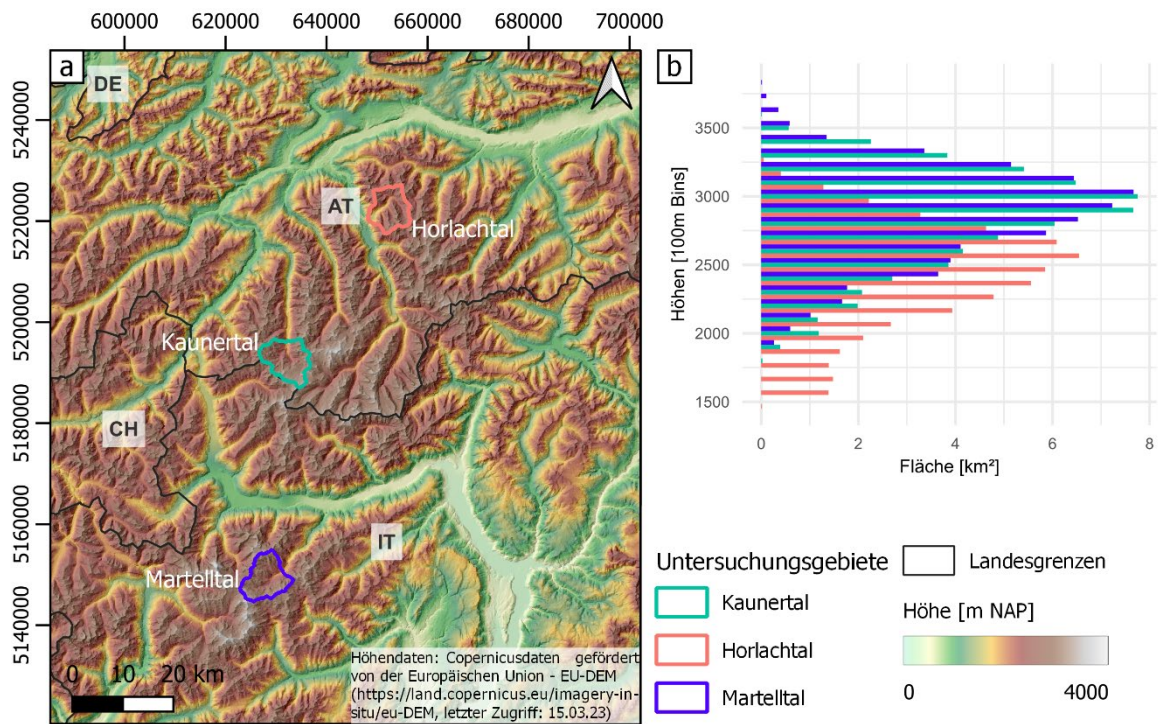 600000 620000 640000 660000 680000 700000
a
DE
5240000
AT
Horlachtal
5220000
5200000
Kaunertal
5180000
CH
5160000
IT
Martelltal
5140000
0 10 20 km
Höhendaten: Copernicusdaten gefördert
von der Europäischen Union - EU-DEM
(https://land.copernicus.eu/imagery-in-
situ/eu-DEM, letzter Zugriff: 15.03.23)
b
Höhen [100m Bins]
3500
3000
2500
2000
1500
0 2 4 6 8
Fläche [km²]
Untersuchungsgebiete
Kaunertal
Horlachtal
Martelltal
Landesgrenzen
Höhe [m NAP]
0 4000